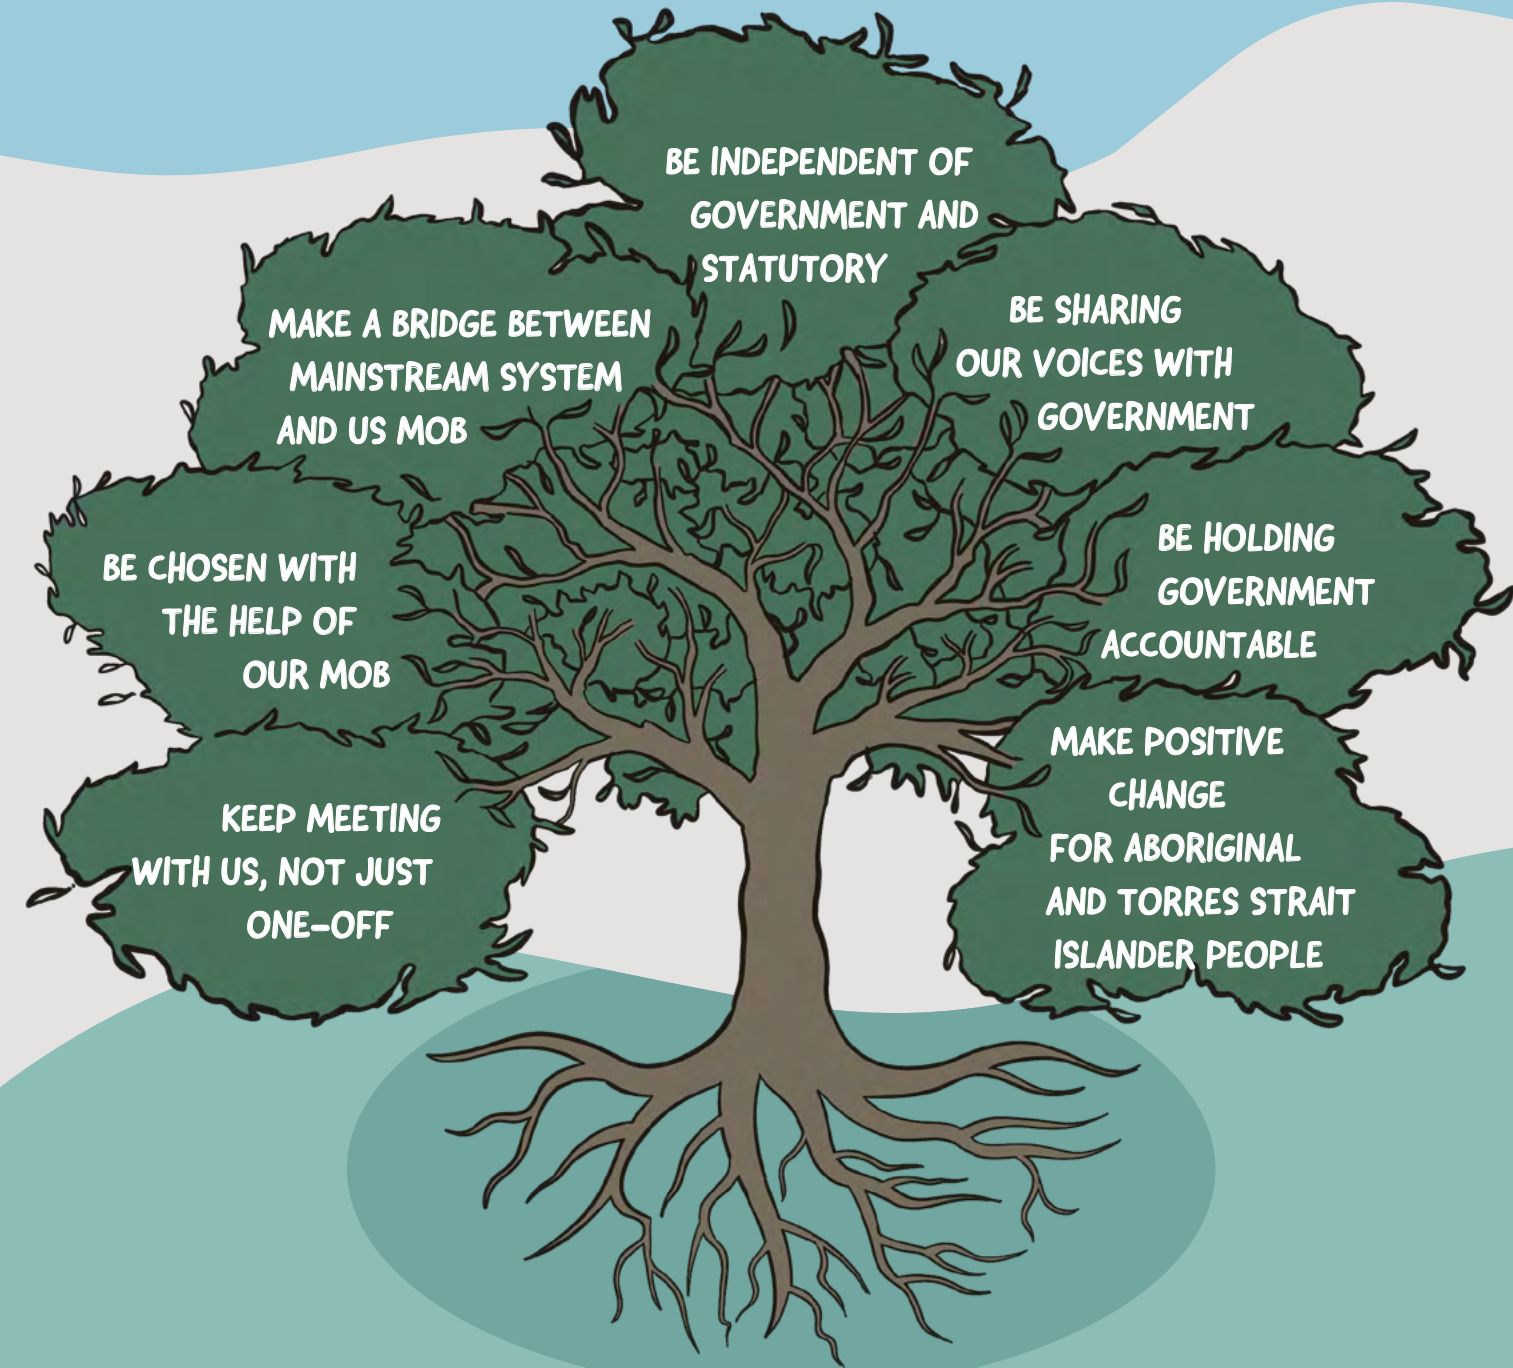 BE INDEPENDENT OF
GOVERNMENT AND
STATUTORY
MAKE A BRIDGE BETWEEN
MAINSTREAM SYSTEM
AND US MOB
BE SHARING
OUR VOICES WITH
GOVERNMENT
BE CHOSEN WITH
THE HELP OF
OUR MOB
BE HOLDING
GOVERNMENT
ACCOUNTABLE
KEEP MEETING
WITH US, NOT JUST
ONE-OFF
MAKE POSITIVE
CHANGE
FOR ABORIGINAL
AND TORRES STRAIT
ISLANDER PEOPLE